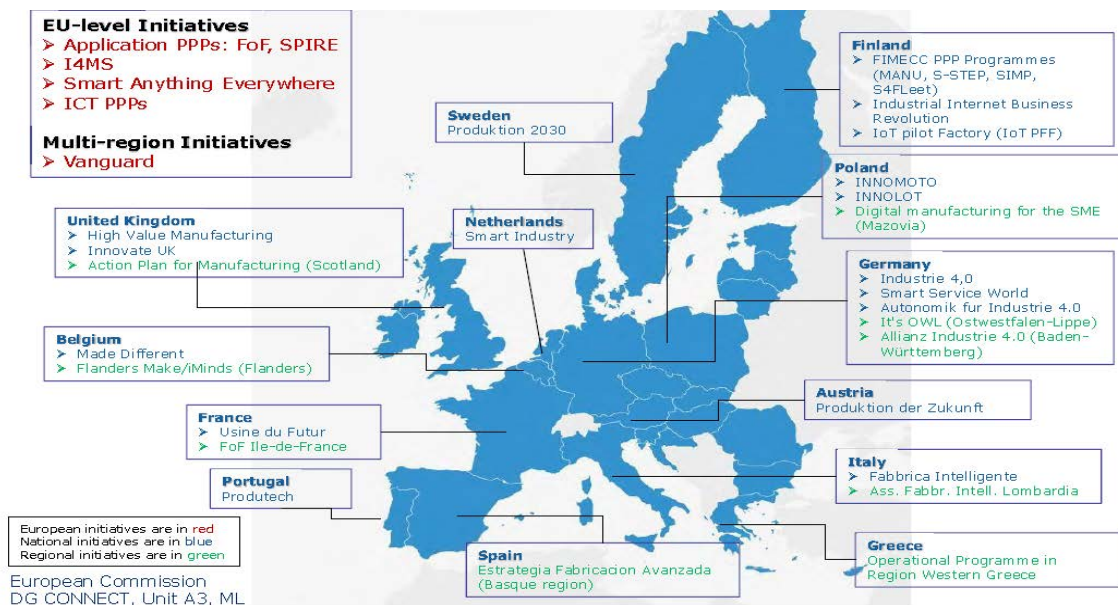 EU-level Initiatives
➢ Application PPPs: FoF, SPIRE
➢ I4MS
➢ Smart Anything Everywhere
➢ ICT PPPs
Multi-region Initiatives
➢ Vanguard
Finland
➢ FIMECC PPP Programmes
(MANU, S-STEP, SIMP,
S4FLeet)
➢ Industrial Internet Business
Revolution
➢ IoT pilot Factory (IoT PFF)
Sweden
Produktion 2030
Poland
➢ INNOMOTO
➢ INNOLOT
➢ Digital manufacturing for the SME
(Mazovia)
United Kingdom
➢ High Value Manufacturing
➢ Innovate UK
➢ Action Plan for Manufacturing (Scotland)
Netherlands
Smart Industry
Germany
➢ Industrie 4,0
➢ Smart Service World
➢ Autonomik fur Industrie 4.0
➢ It's OWL (Ostwestfalen-Lippe)
➢ Allianz Industrie 4.0 (Baden-
Württemberg)
Belgium
➢ Made Different
➢ Flanders Make/iMinds (Flanders)
Austria
Produktion der Zukunft
France
➢ Usine du Futur
➢ FoF Ile-de-France
Italy
➢ Fabbrica Intelligente
➢ Ass. Fabbr. Intell. Lombardia
Portugal
Produtech
Spain
Estrategia Fabricacion Avanzada
(Basque region)
Greece
Operational Programme in
Region Western Greece
European initiatives are in red
National initiatives are in blue
Regional initiatives are in green
European Commission
DG CONNECT, Unit A3, ML